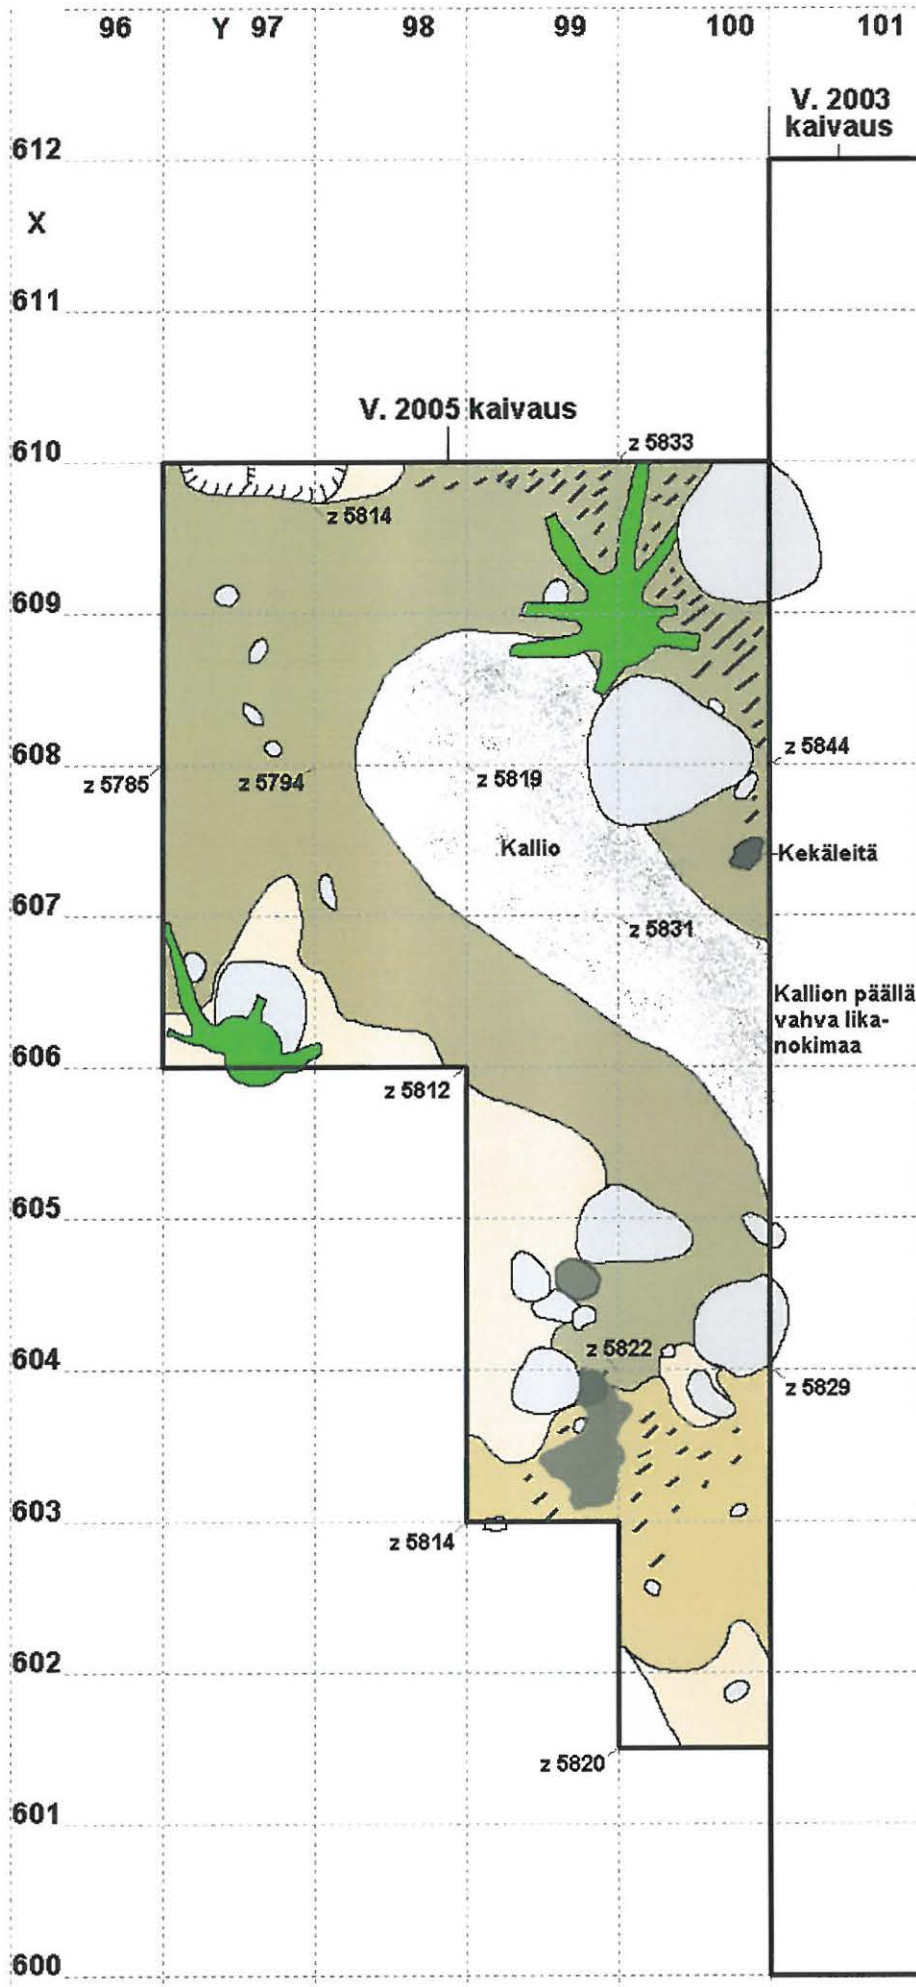 96 Y 97 98 99 100 101
V. 2003
kaivaus
612
X
611
V. 2005 kaivaus
610
z 5833
z 5814
609
608
z 5785
z 5794
z 5819
z 5844
Kallio
Kekäleitä
607
z 5831
Kallion päällä
vahva lika-
nokimaa
606
z 5812
605
604
z 5822
z 5829
603
z 5814
602
z 5820
601
600